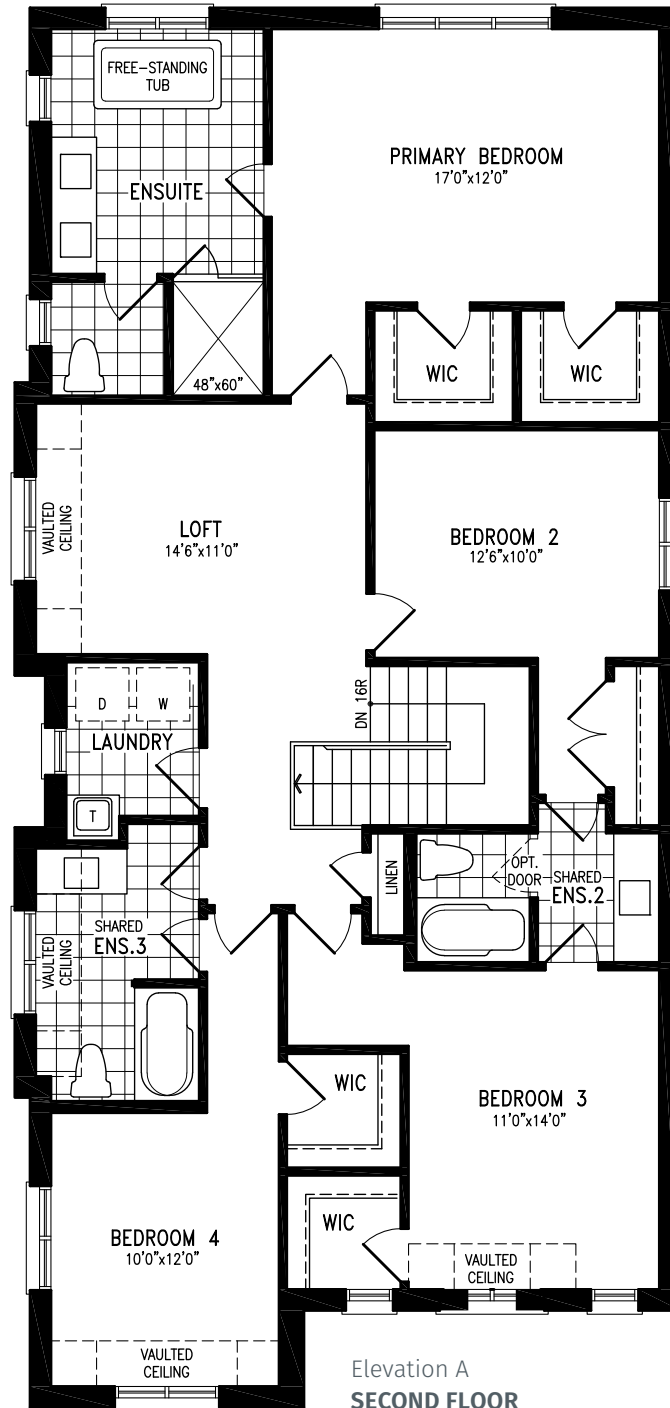 FREE-STANDING
TUB
PRIMARY BEDROOM
17'0"x12'0"
ENSUITE
48"x60"
WIC
WIC
VAULTED
CEILING
LOFT
14'6"x11'0"
BEDROOM 2
12'6"x10'0"
D
W
LAUNDRY
T
DN 16R
LINEN
OPT.
DOOR
SHARED
ENS.2
SHARED
ENS.3
VAULTED
CEILING
WIC
BEDROOM 3
11'0"x14'0"
WIC
BEDROOM 4
10'0"x12'0"
VAULTED
CEILING
VAULTED
CEILING
Elevation A
SECOND FLOOR